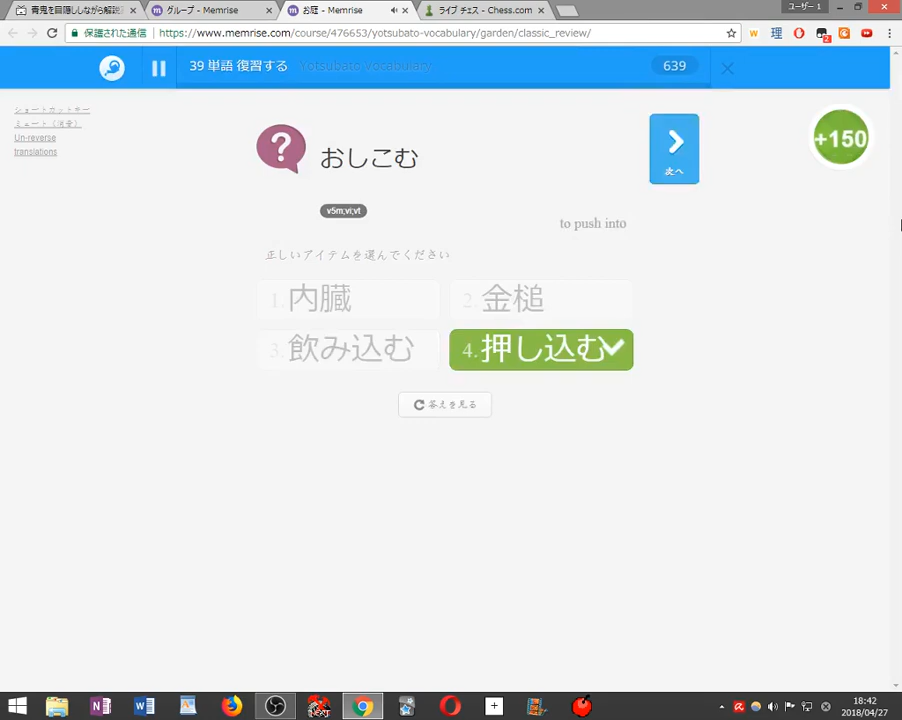 青鬼を目隠ししながら解説
グループ - Memrise
お庭 - Memrise
ライブ チェス - Chess.com
ユーザー 1
保護された通信
https://www.memrise.com/course/476653/yotsubato-vocabulary/garden/classic_review/
39 単語 復習する
Yotsubato Vocabulary
639
ショートカットキー
ミュート (消音)
Un-reverse
translations
?
おしこむ
次へ
+150
v5m;vi;vt
to push into
正しいアイテムを選んでください
1. 内臓
2. 金槌
3. 飲み込む
4. 押し込む
答えを見る
18:42
2018/04/27